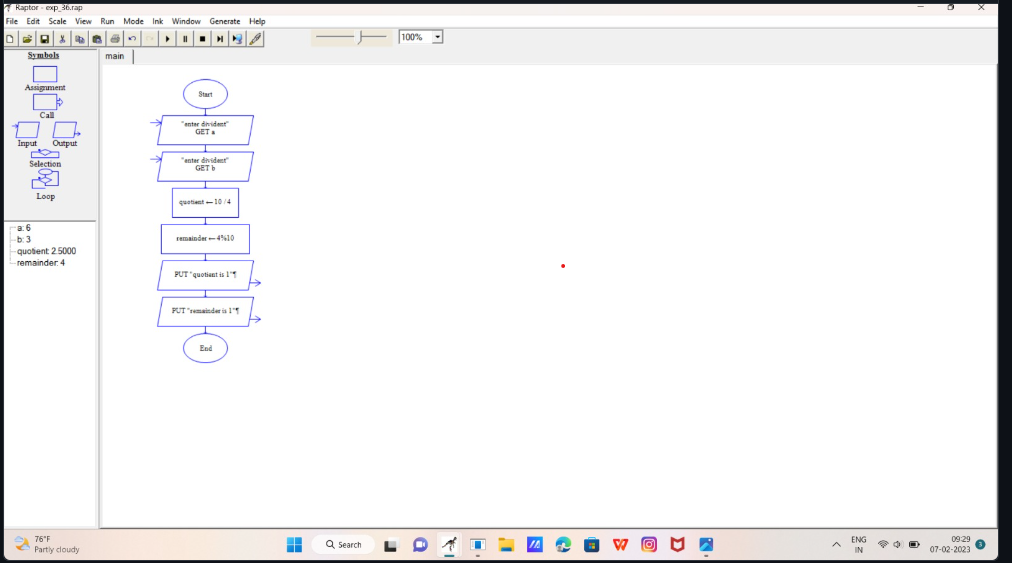 Raptor - exp_36.rap
File Edit Scale View Run Mode Ink Window Generate Help
100%
Symbols
main
Assignment
Call
Input Output
Selection
Loop
a: 6
b: 3
quotient: 2.5000
remainder: 4
Start
"enter divident"
GET a
"enter divident"
GET b
quotient ← 10 / 4
remainder ← 4%10
PUT "quotiant is 1"¶
PUT "remainder is 1"¶
End
76°F
Partly cloudy
Search
ENG
IN
09:29
07-02-2023
3